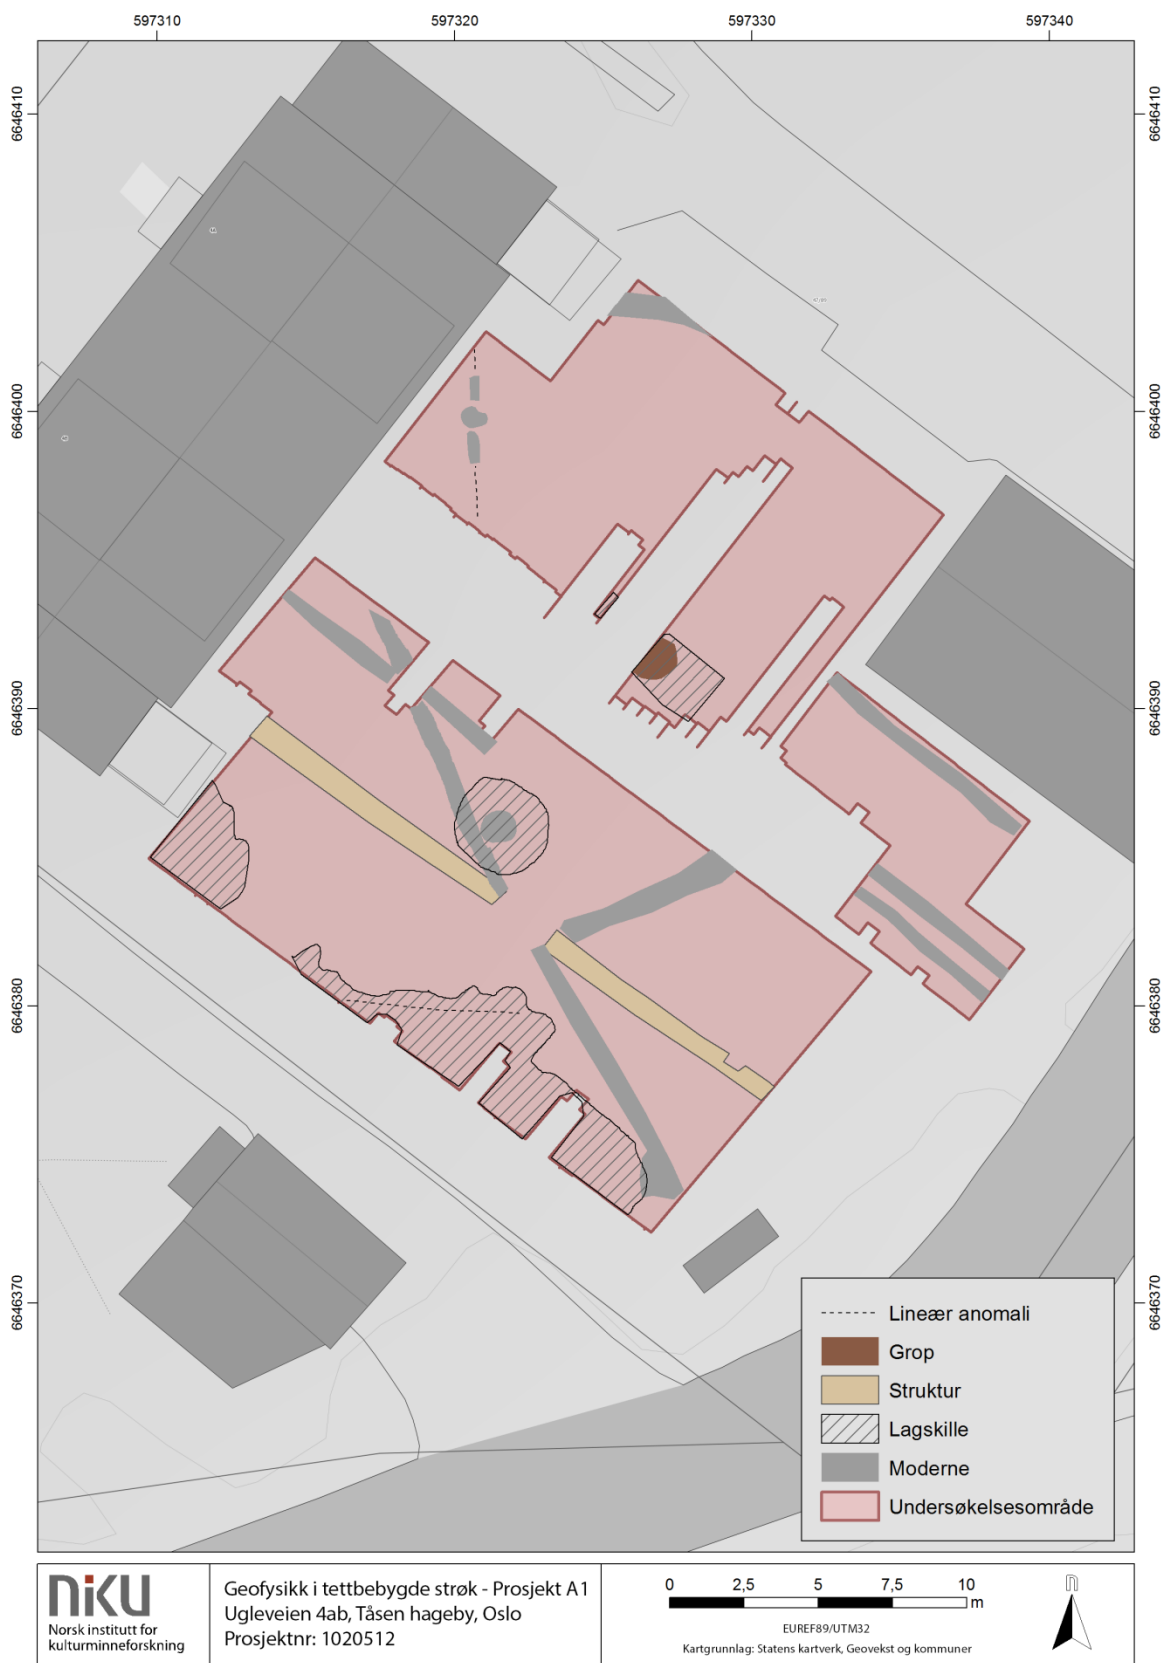 597310 597320 597330 597340
6646410 6646410
6646400 6646400
6646390 6646390
6646380 6646380
6646370 6646370
Lineær anomali
Grop
Struktur
Lagskille
Moderne
Undersøkelsesområde
niku
Norsk institutt for
kulturminneforskning
Geofysikk i tettbebygde strøk - Prosjekt A1
Ugleveien 4ab, Tåsen hageby, Oslo
Prosjektnr: 1020512
0 2,5 5 7,5 10
m
EUREF89/UTM32
Kartgrunnlag: Statens kartverk, Geovekst og kommuner
n